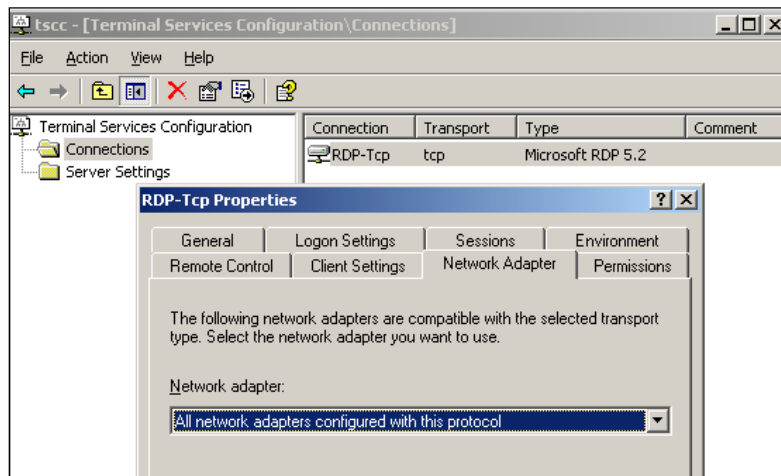 tscc - [Terminal Services Configuration\Connections]
File Action View Help
Terminal Services Configuration
Connections
Server Settings
Connection Transport Type Comment
RDP-Tcp tcp Microsoft RDP 5.2
RDP-Tcp Properties
General Logon Settings Sessions Environment
Remote Control Client Settings Network Adapter Permissions
The following network adapters are compatible with the selected transport
type. Select the network adapter you want to use.
Network adapter:
All network adapters configured with this protocol